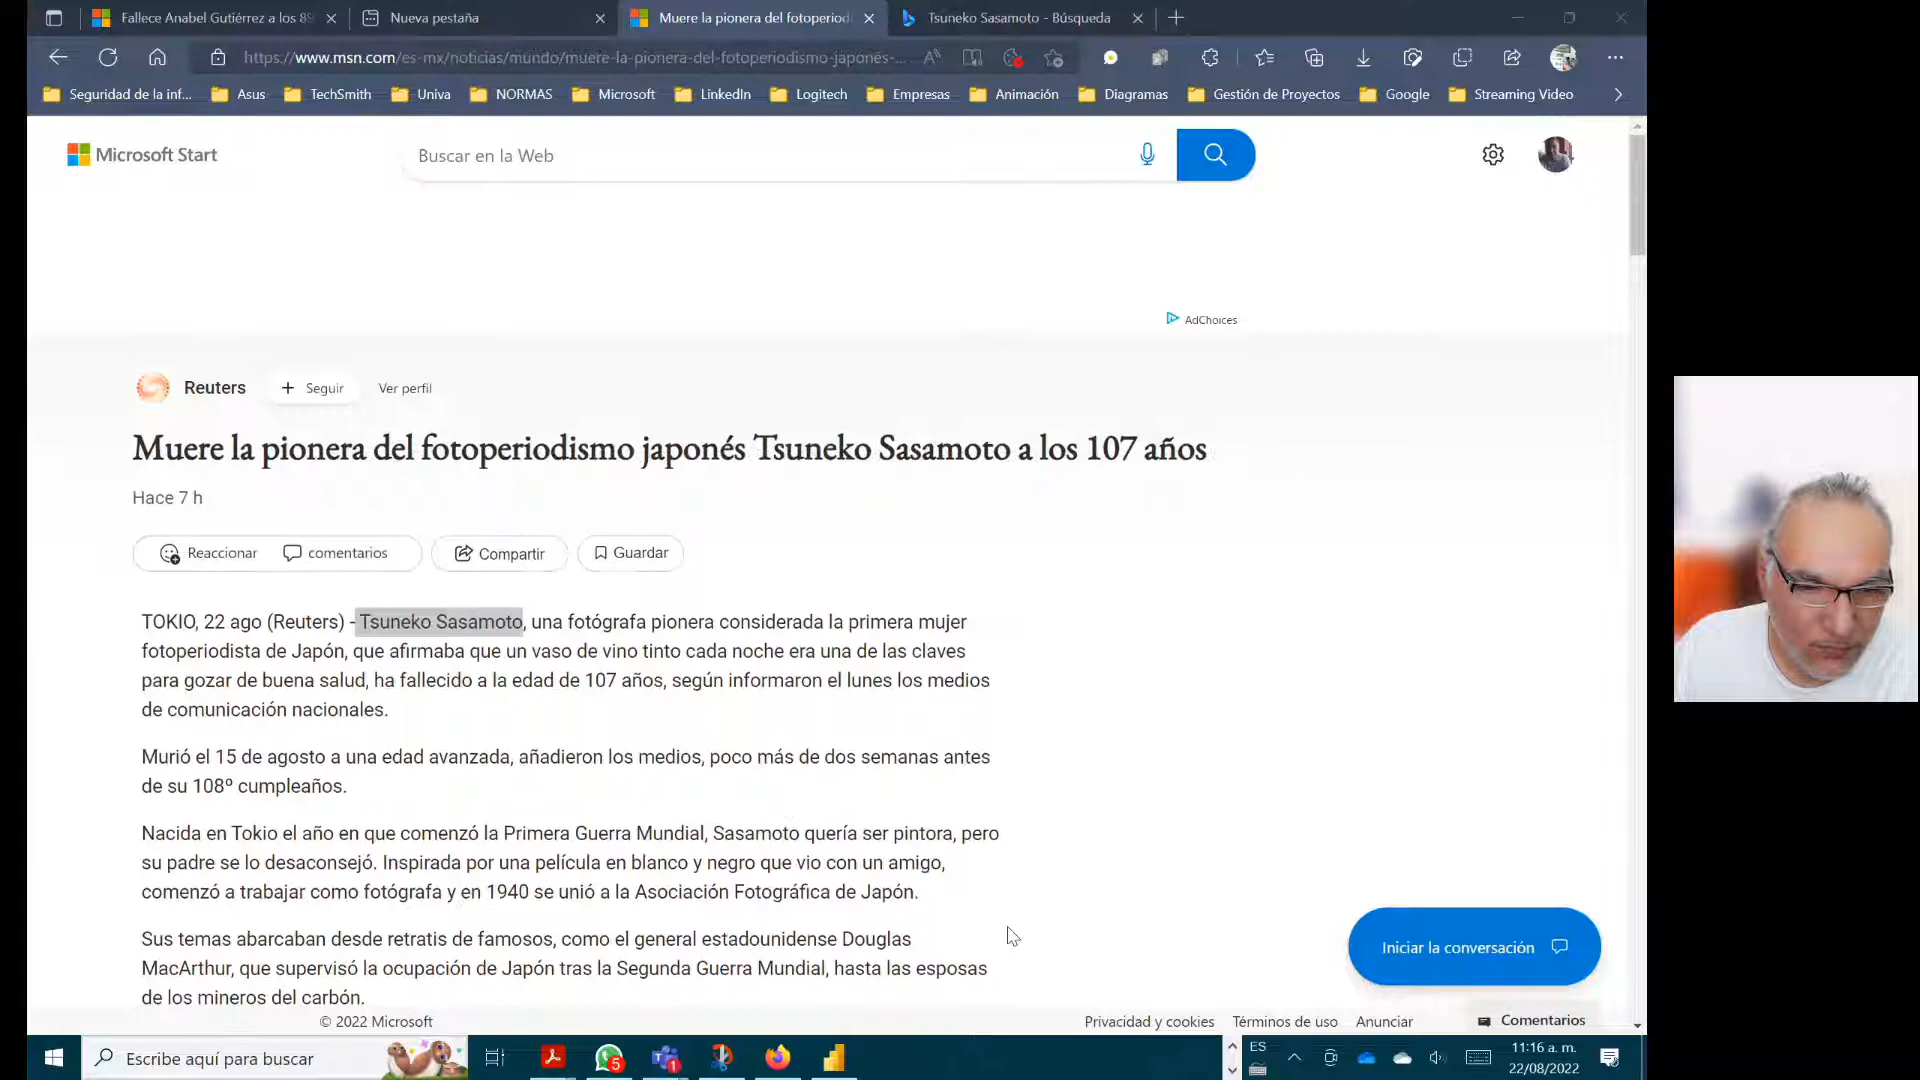 Fallece Anabel Gutiérrez a los 89
Nueva pestaña
Muere la pionera del fotoperiod
Tsuneko Sasamoto - Búsqueda
https://www.msn.com/es-mx/noticias/mundo/muere-la-pionera-del-fotoperiodismo-japonés-...
Seguridad de la inf...
Asus
TechSmith
Univa
NORMAS
Microsoft
LinkedIn
Logitech
Empresas
Animación
Diagramas
Gestión de Proyectos
Google
Streaming Video
Microsoft Start
Buscar en la Web
AdChoices
Reuters
+ Seguir
Ver perfil
Muere la pionera del fotoperiodismo japonés Tsuneko Sasamoto a los 107 años
Hace 7 h
Reaccionar
comentarios
Compartir
Guardar
TOKIO, 22 ago (Reuters) - Tsuneko Sasamoto, una fotógrafa pionera considerada la primera mujer
fotoperiodista de Japón, que afirmaba que un vaso de vino tinto cada noche era una de las claves
para gozar de buena salud, ha fallecido a la edad de 107 años, según informaron el lunes los medios
de comunicación nacionales.
Murió el 15 de agosto a una edad avanzada, añadieron los medios, poco más de dos semanas antes
de su 108º cumpleaños.
Nacida en Tokio el año en que comenzó la Primera Guerra Mundial, Sasamoto quería ser pintora, pero
su padre se lo desaconsejó. Inspirada por una película en blanco y negro que vio con un amigo,
comenzó a trabajar como fotógrafa y en 1940 se unió a la Asociación Fotográfica de Japón.
Sus temas abarcaban desde retratis de famosos, como el general estadounidense Douglas
MacArthur, que supervisó la ocupación de Japón tras la Segunda Guerra Mundial, hasta las esposas
de los mineros del carbón.
Iniciar la conversación
© 2022 Microsoft
Privacidad y cookies
Términos de uso
Anunciar
Comentarios
Escribe aquí para buscar
5
1
ES
11:16 a. m.
22/08/2022